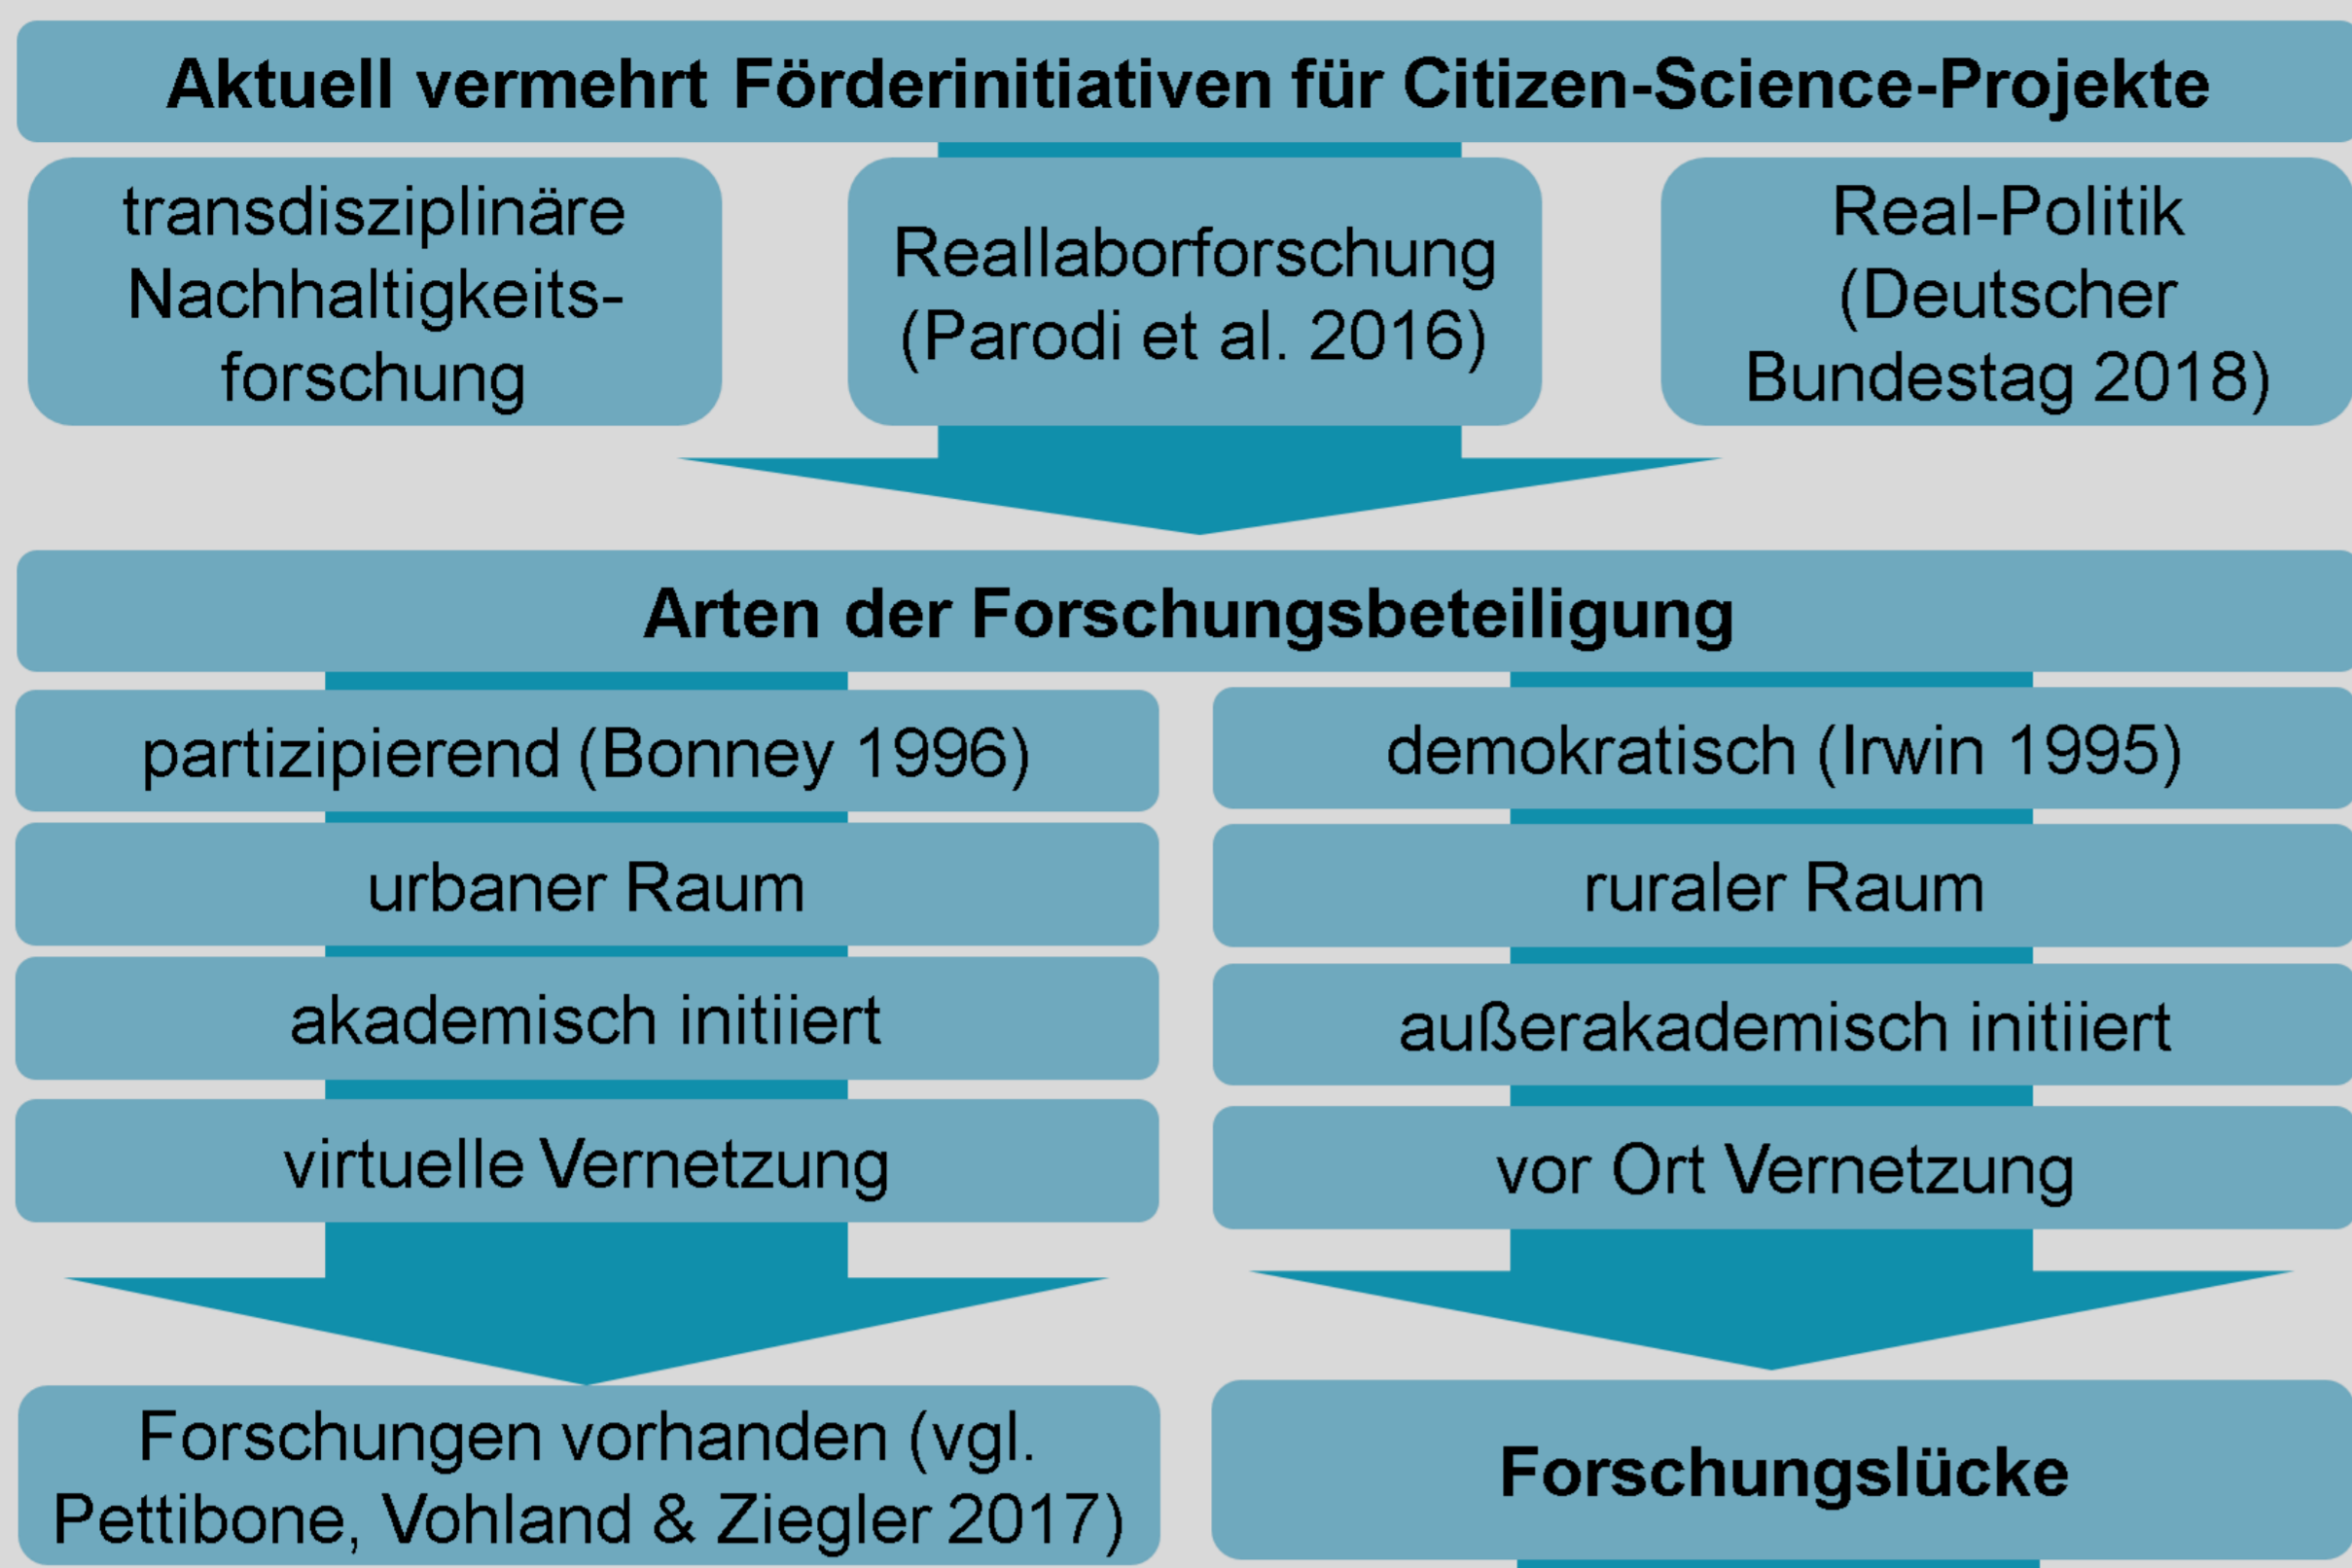 Aktuell vermehrt Förderinitiativen für Citizen-Science-Projekte
transdisziplinäre
Nachhaltigkeits-
forschung
Reallaborforschung
(Parodi et al. 2016)
Real-Politik
(Deutscher
Bundestag 2018)
Arten der Forschungsbeteiligung
partizipierend (Bonney 1996)
urbaner Raum
akademisch initiiert
virtuelle Vernetzung
Forschungen vorhanden (vgl.
Pettibone, Vohland & Ziegler 2017)
demokratisch (Irwin 1995)
ruraler Raum
außerakademisch initiiert
vor Ort Vernetzung
Forschungslücke